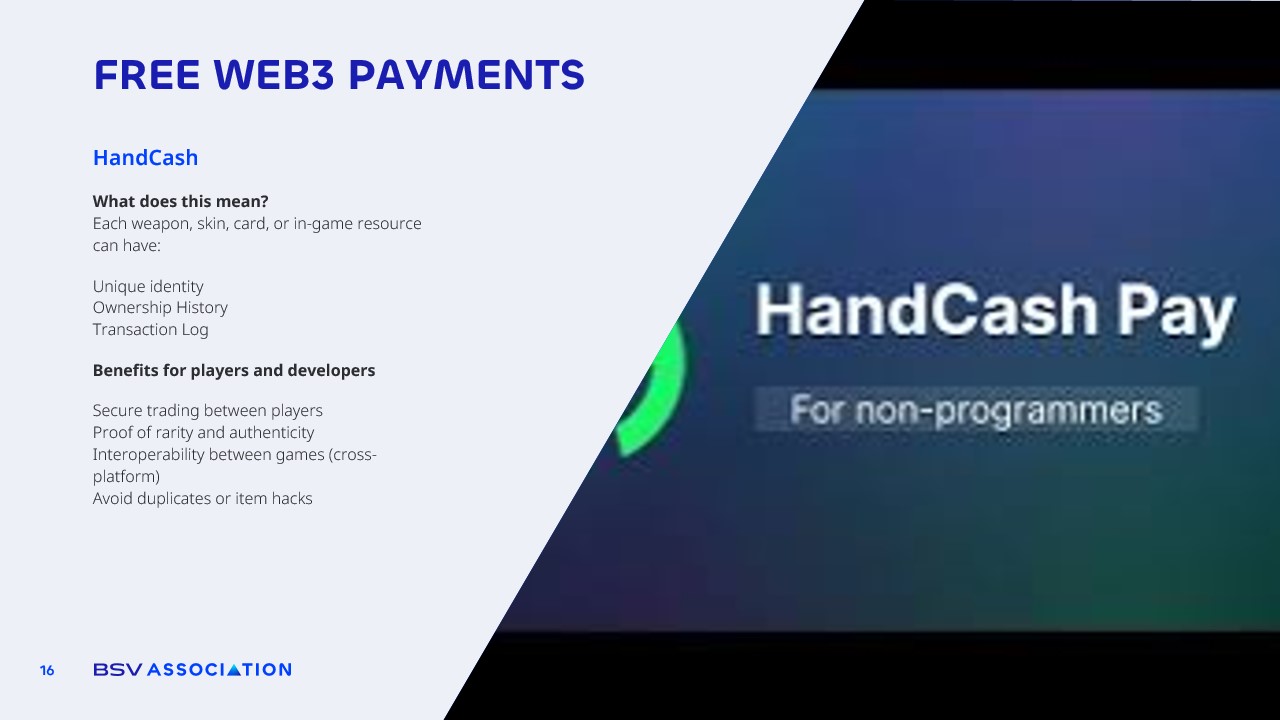 FREE WEB3 PAYMENTS
HandCash
What does this mean?
Each weapon, skin, card, or in-game resource
can have:
Unique identity
Ownership History
Transaction Log
Benefits for players and developers
Secure trading between players
Proof of rarity and authenticity
Interoperability between games (cross-
platform)
Avoid duplicates or item hacks
HandCash Pay
For non-programmers
16
BSV ASSOCIATION